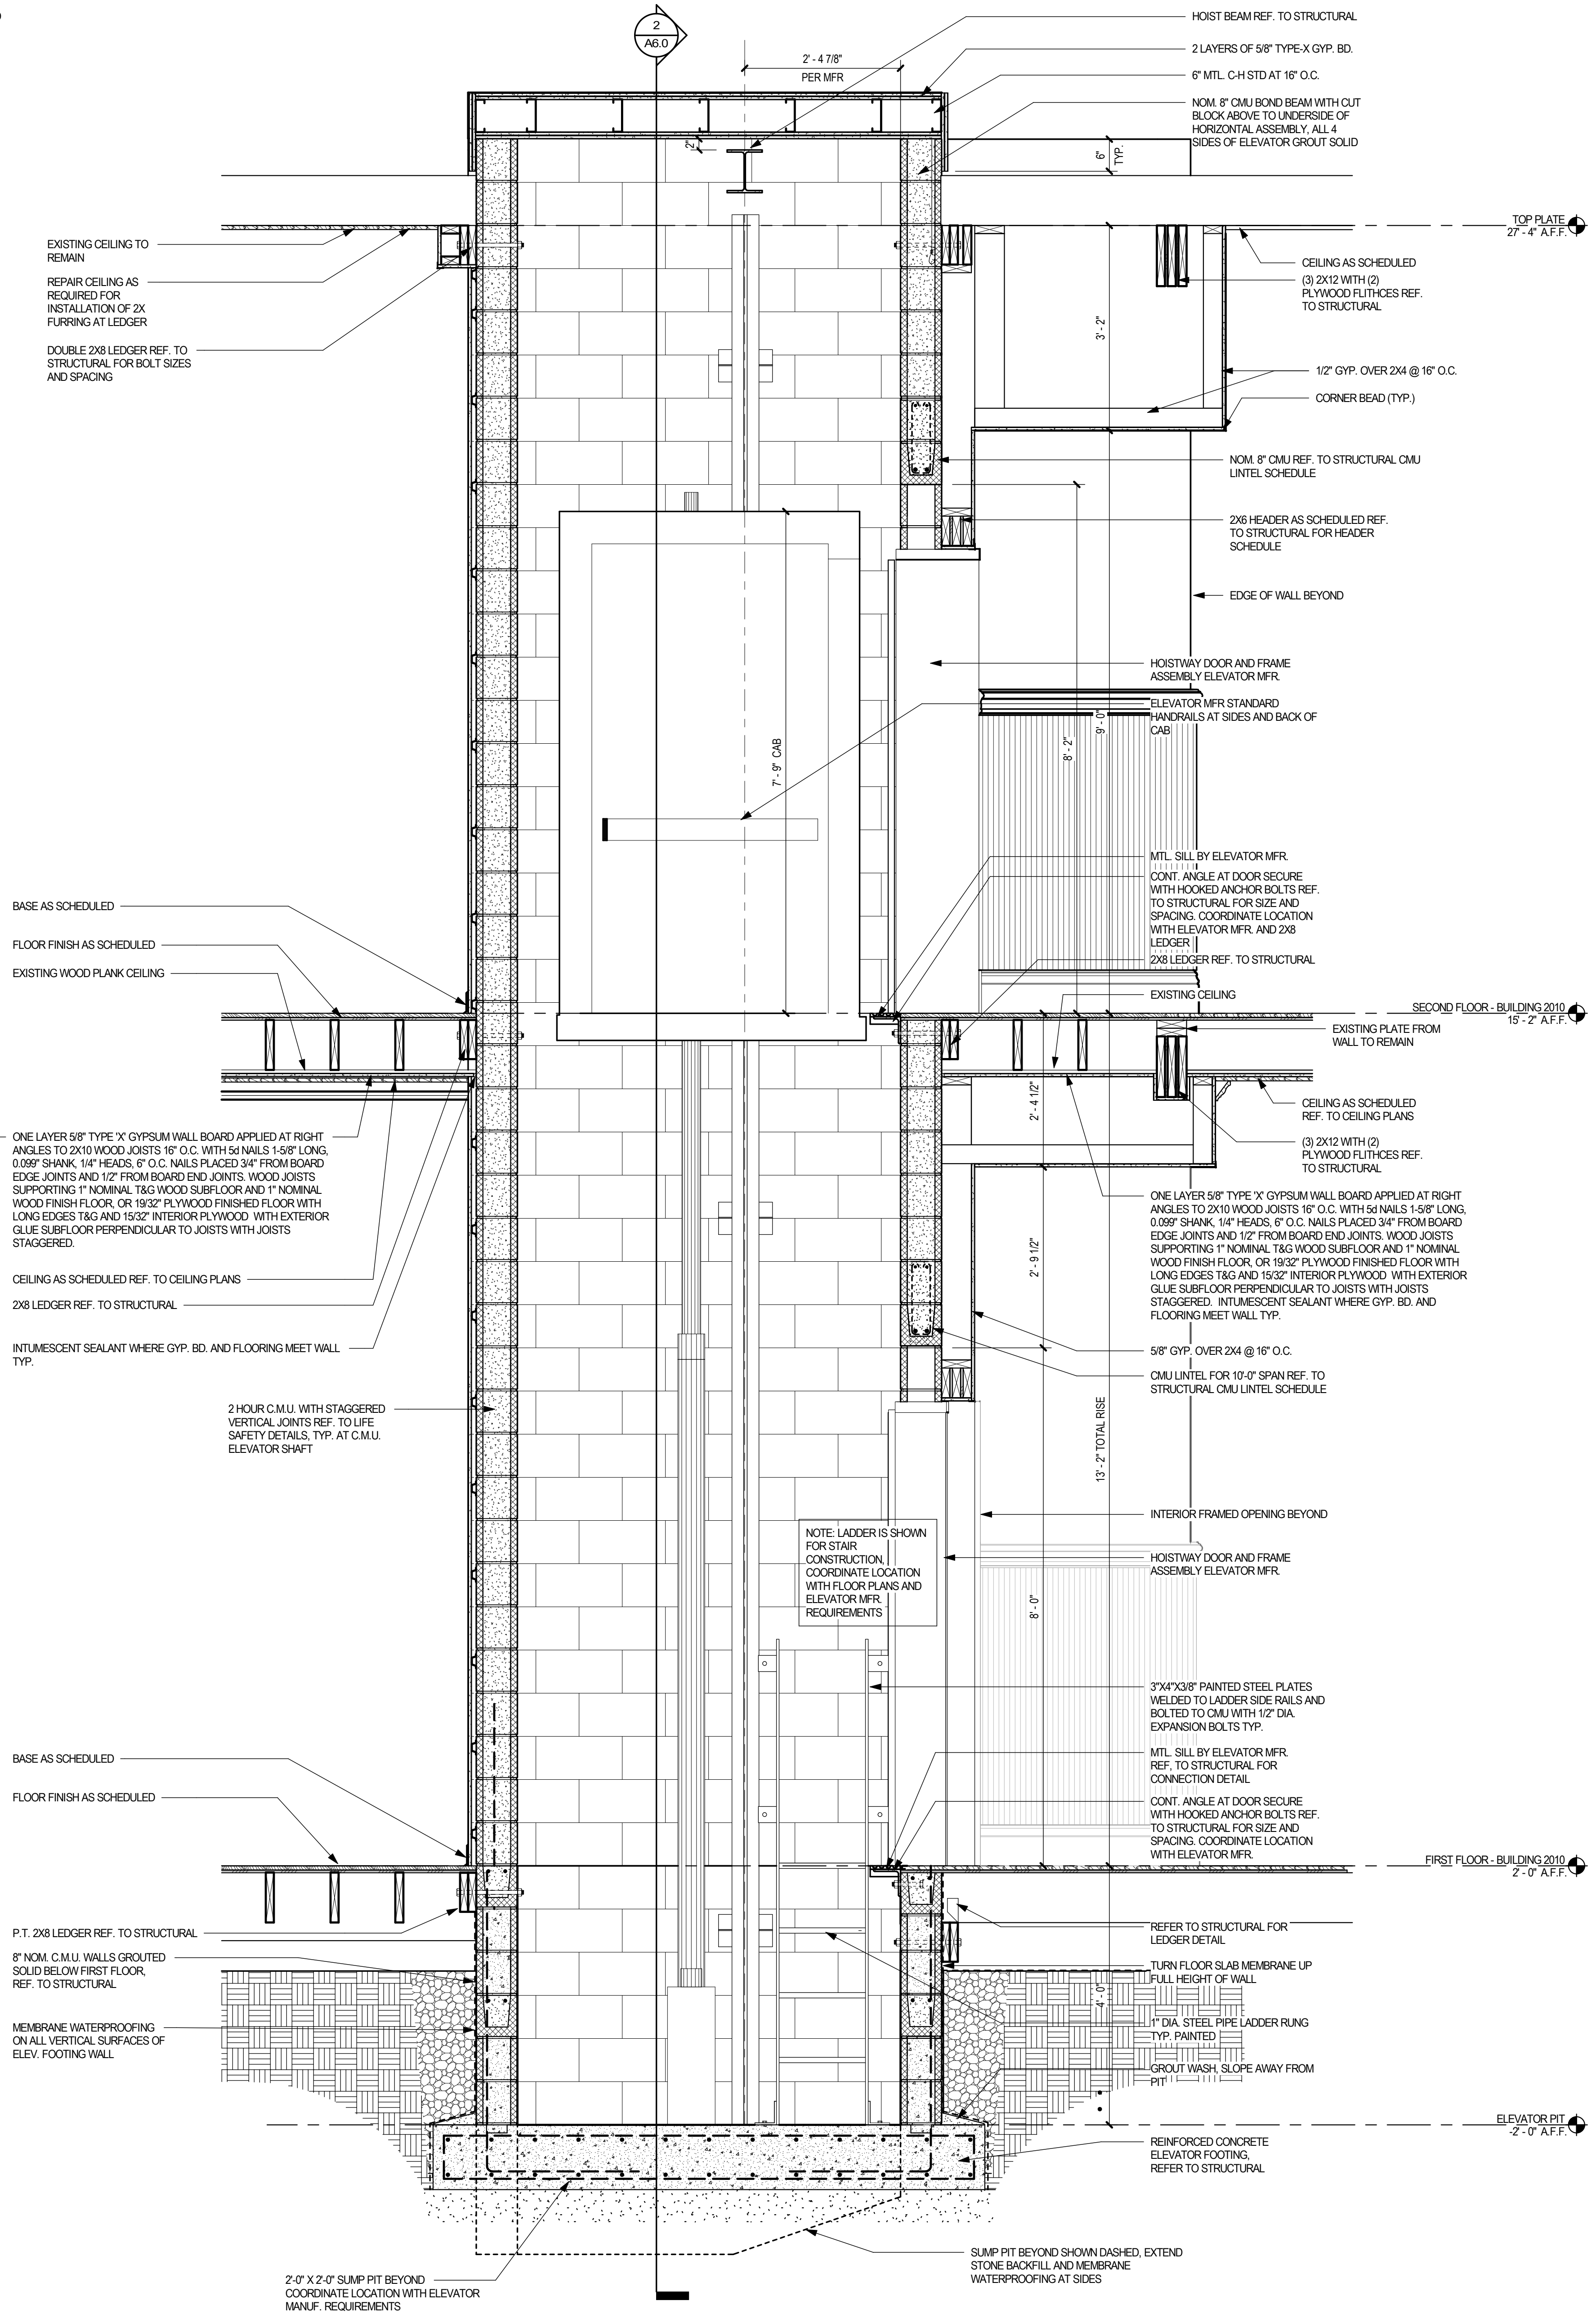 2
A6.0
2' - 4 7/8"
PER MFR
HOIST BEAM REF. TO STRUCTURAL
2 LAYERS OF 5/8" TYPE-X GYP. BD.
6" MTL. C-H STD AT 16" O.C.
NOM. 8" CMU BOND BEAM WITH CUT
BLOCK ABOVE TO UNDERSIDE OF
HORIZONTAL ASSEMBLY, ALL 4
SIDES OF ELEVATOR GROUT SOLID
2"
6"
TYP.
TOP PLATE
27' - 4" A.F.F.
EXISTING CEILING TO
REMAIN
REPAIR CEILING AS
REQUIRED FOR
INSTALLATION OF 2X
FURRING AT LEDGER
DOUBLE 2X8 LEDGER REF. TO
STRUCTURAL FOR BOLT SIZES
AND SPACING
CEILING AS SCHEDULED
(3) 2X12 WITH (2)
PLYWOOD FLITHCES REF.
TO STRUCTURAL
3' - 2"
1/2" GYP. OVER 2X4 @ 16" O.C.
CORNER BEAD (TYP.)
NOM. 8" CMU REF. TO STRUCTURAL CMU
LINTEL SCHEDULE
2X6 HEADER AS SCHEDULED REF.
TO STRUCTURAL FOR HEADER
SCHEDULE
EDGE OF WALL BEYOND
HOISTWAY DOOR AND FRAME
ASSEMBLY ELEVATOR MFR.
ELEVATOR MFR STANDARD
HANDRAILS AT SIDES AND BACK OF
CAB
7' - 9" CAB
8' - 2"
9' - 0"
MTL. SILL BY ELEVATOR MFR.
CONT. ANGLE AT DOOR SECURE
WITH HOOKED ANCHOR BOLTS REF.
TO STRUCTURAL FOR SIZE AND
SPACING. COORDINATE LOCATION
WITH ELEVATOR MFR. AND 2X8
LEDGER
2X8 LEDGER REF. TO STRUCTURAL
EXISTING CEILING
BASE AS SCHEDULED
FLOOR FINISH AS SCHEDULED
EXISTING WOOD PLANK CEILING
SECOND FLOOR - BUILDING 2010
15' - 2" A.F.F.
EXISTING PLATE FROM
WALL TO REMAIN
2' - 4 1/2"
CEILING AS SCHEDULED
REF. TO CEILING PLANS
(3) 2X12 WITH (2)
PLYWOOD FLITHCES REF.
TO STRUCTURAL
ONE LAYER 5/8" TYPE 'X' GYPSUM WALL BOARD APPLIED AT RIGHT
ANGLES TO 2X10 WOOD JOISTS 16" O.C. WITH 5d NAILS 1-5/8" LONG,
0.099" SHANK, 1/4" HEADS, 6" O.C. NAILS PLACED 3/4" FROM BOARD
EDGE JOINTS AND 1/2" FROM BOARD END JOINTS. WOOD JOISTS
SUPPORTING 1" NOMINAL T&G WOOD SUBFLOOR AND 1" NOMINAL
WOOD FINISH FLOOR, OR 19/32" PLYWOOD FINISHED FLOOR WITH
LONG EDGES T&G AND 15/32" INTERIOR PLYWOOD WITH EXTERIOR
GLUE SUBFLOOR PERPENDICULAR TO JOISTS WITH JOISTS
STAGGERED.
CEILING AS SCHEDULED REF. TO CEILING PLANS
2X8 LEDGER REF. TO STRUCTURAL
INTUMESCENT SEALANT WHERE GYP. BD. AND FLOORING MEET WALL
TYP.
ONE LAYER 5/8" TYPE 'X' GYPSUM WALL BOARD APPLIED AT RIGHT
ANGLES TO 2X10 WOOD JOISTS 16" O.C. WITH 5d NAILS 1-5/8" LONG,
0.099" SHANK, 1/4" HEADS, 6" O.C. NAILS PLACED 3/4" FROM BOARD
EDGE JOINTS AND 1/2" FROM BOARD END JOINTS. WOOD JOISTS
SUPPORTING 1" NOMINAL T&G WOOD SUBFLOOR AND 1" NOMINAL
WOOD FINISH FLOOR, OR 19/32" PLYWOOD FINISHED FLOOR WITH
LONG EDGES T&G AND 15/32" INTERIOR PLYWOOD WITH EXTERIOR
GLUE SUBFLOOR PERPENDICULAR TO JOISTS WITH JOISTS
STAGGERED. INTUMESCENT SEALANT WHERE GYP. BD. AND
FLOORING MEET WALL TYP.
2' - 9 1/2"
5/8" GYP. OVER 2X4 @ 16" O.C.
CMU LINTEL FOR 10'-0" SPAN REF. TO
STRUCTURAL CMU LINTEL SCHEDULE
2 HOUR C.M.U. WITH STAGGERED
VERTICAL JOINTS REF. TO LIFE
SAFETY DETAILS, TYP. AT C.M.U.
ELEVATOR SHAFT
13' - 2" TOTAL RISE
INTERIOR FRAMED OPENING BEYOND
HOISTWAY DOOR AND FRAME
ASSEMBLY ELEVATOR MFR.
NOTE: LADDER IS SHOWN
FOR STAIR
CONSTRUCTION,
COORDINATE LOCATION
WITH FLOOR PLANS AND
ELEVATOR MFR.
REQUIREMENTS
8' - 0"
3"X4"X3/8" PAINTED STEEL PLATES
WELDED TO LADDER SIDE RAILS AND
BOLTED TO CMU WITH 1/2" DIA.
EXPANSION BOLTS TYP.
MTL. SILL BY ELEVATOR MFR.
REF, TO STRUCTURAL FOR
CONNECTION DETAIL
CONT. ANGLE AT DOOR SECURE
WITH HOOKED ANCHOR BOLTS REF.
TO STRUCTURAL FOR SIZE AND
SPACING. COORDINATE LOCATION
WITH ELEVATOR MFR.
BASE AS SCHEDULED
FLOOR FINISH AS SCHEDULED
FIRST FLOOR - BUILDING 2010
2' - 0" A.F.F.
P.T. 2X8 LEDGER REF. TO STRUCTURAL
8" NOM. C.M.U. WALLS GROUTED
SOLID BELOW FIRST FLOOR,
REF. TO STRUCTURAL
MEMBRANE WATERPROOFING
ON ALL VERTICAL SURFACES OF
ELEV. FOOTING WALL
REFER TO STRUCTURAL FOR
LEDGER DETAIL
TURN FLOOR SLAB MEMBRANE UP
FULL HEIGHT OF WALL
4' - 0"
1" DIA. STEEL PIPE LADDER RUNG
TYP. PAINTED
GROUT WASH, SLOPE AWAY FROM
PIT
ELEVATOR PIT
-2' - 0" A.F.F.
REINFORCED CONCRETE
ELEVATOR FOOTING,
REFER TO STRUCTURAL
SUMP PIT BEYOND SHOWN DASHED, EXTEND
STONE BACKFILL AND MEMBRANE
WATERPROOFING AT SIDES
2'-0" X 2'-0" SUMP PIT BEYOND
COORDINATE LOCATION WITH ELEVATOR
MANUF. REQUIREMENTS